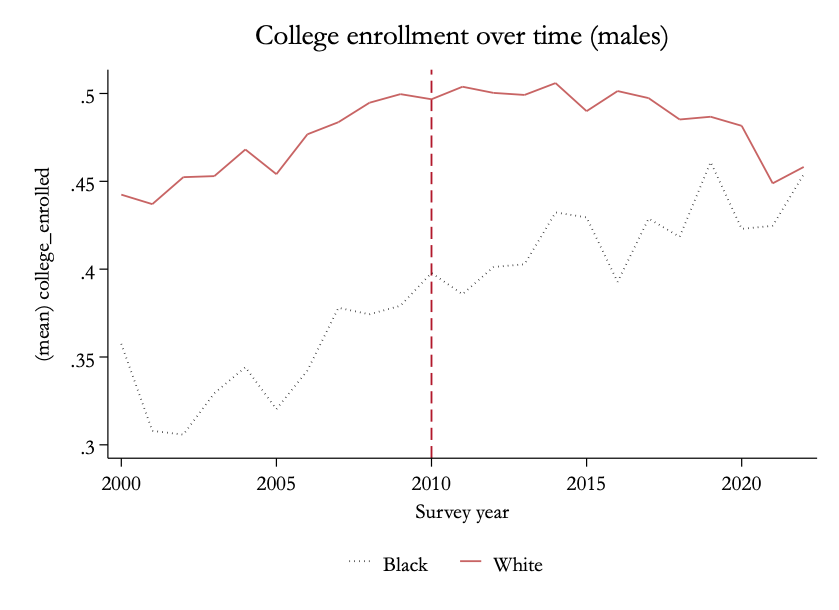 College enrollment over time (males)
(mean) college_enrolled
.5
.45
.4
.35
.3
2000 2005 2010 2015 2020
Survey year
Black White